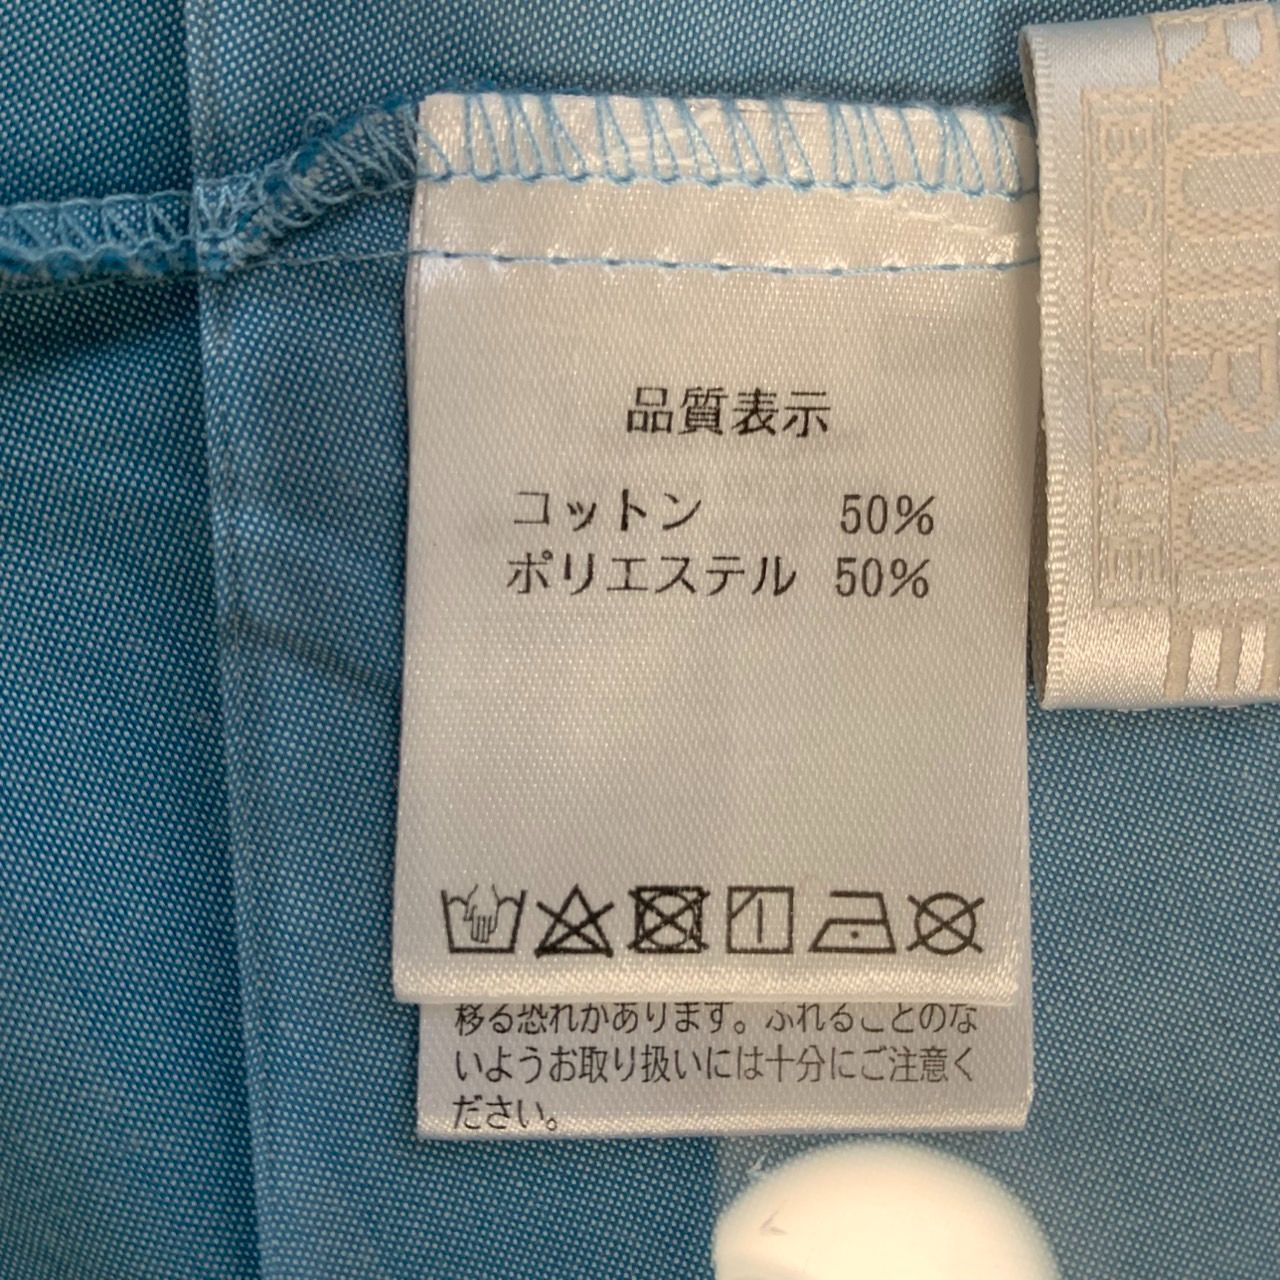 品質表示
コットン 50%
ポリエステル 50%
移る恐れがあります。ふれることのな
いようお取り扱いには十分にご注意く
ださい。
BOUTIQUE